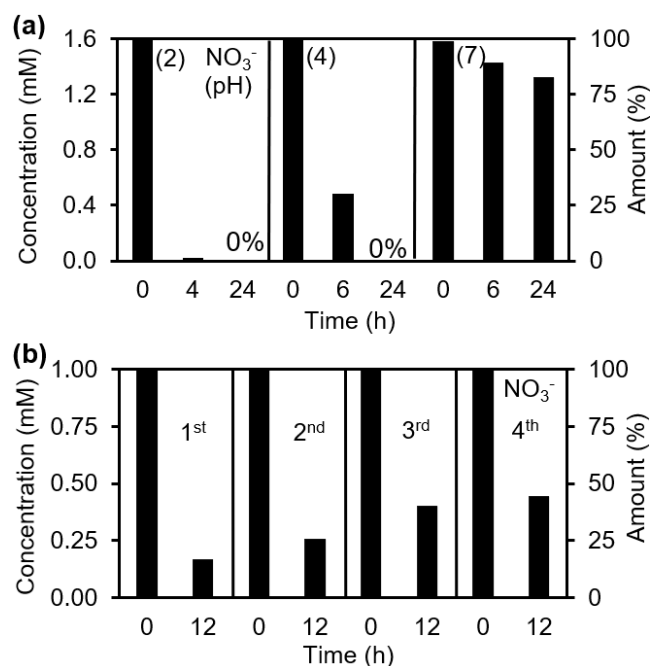 (a)
Concentration (mM)
1.6
1.2
0.8
0.4
0.0
(2) NO₃⁻
(pH)
(4)
(7)
0%
0%
100
75
50
25
0
Amount (%)
0 4 24 0 6 24 0 6 24
Time (h)
(b)
Concentration (mM)
1.00
0.75
0.50
0.25
0.00
NO₃⁻
1st 2nd 3rd 4th
100
75
50
25
0
Amount (%)
0 12 0 12 0 12 0 12
Time (h)